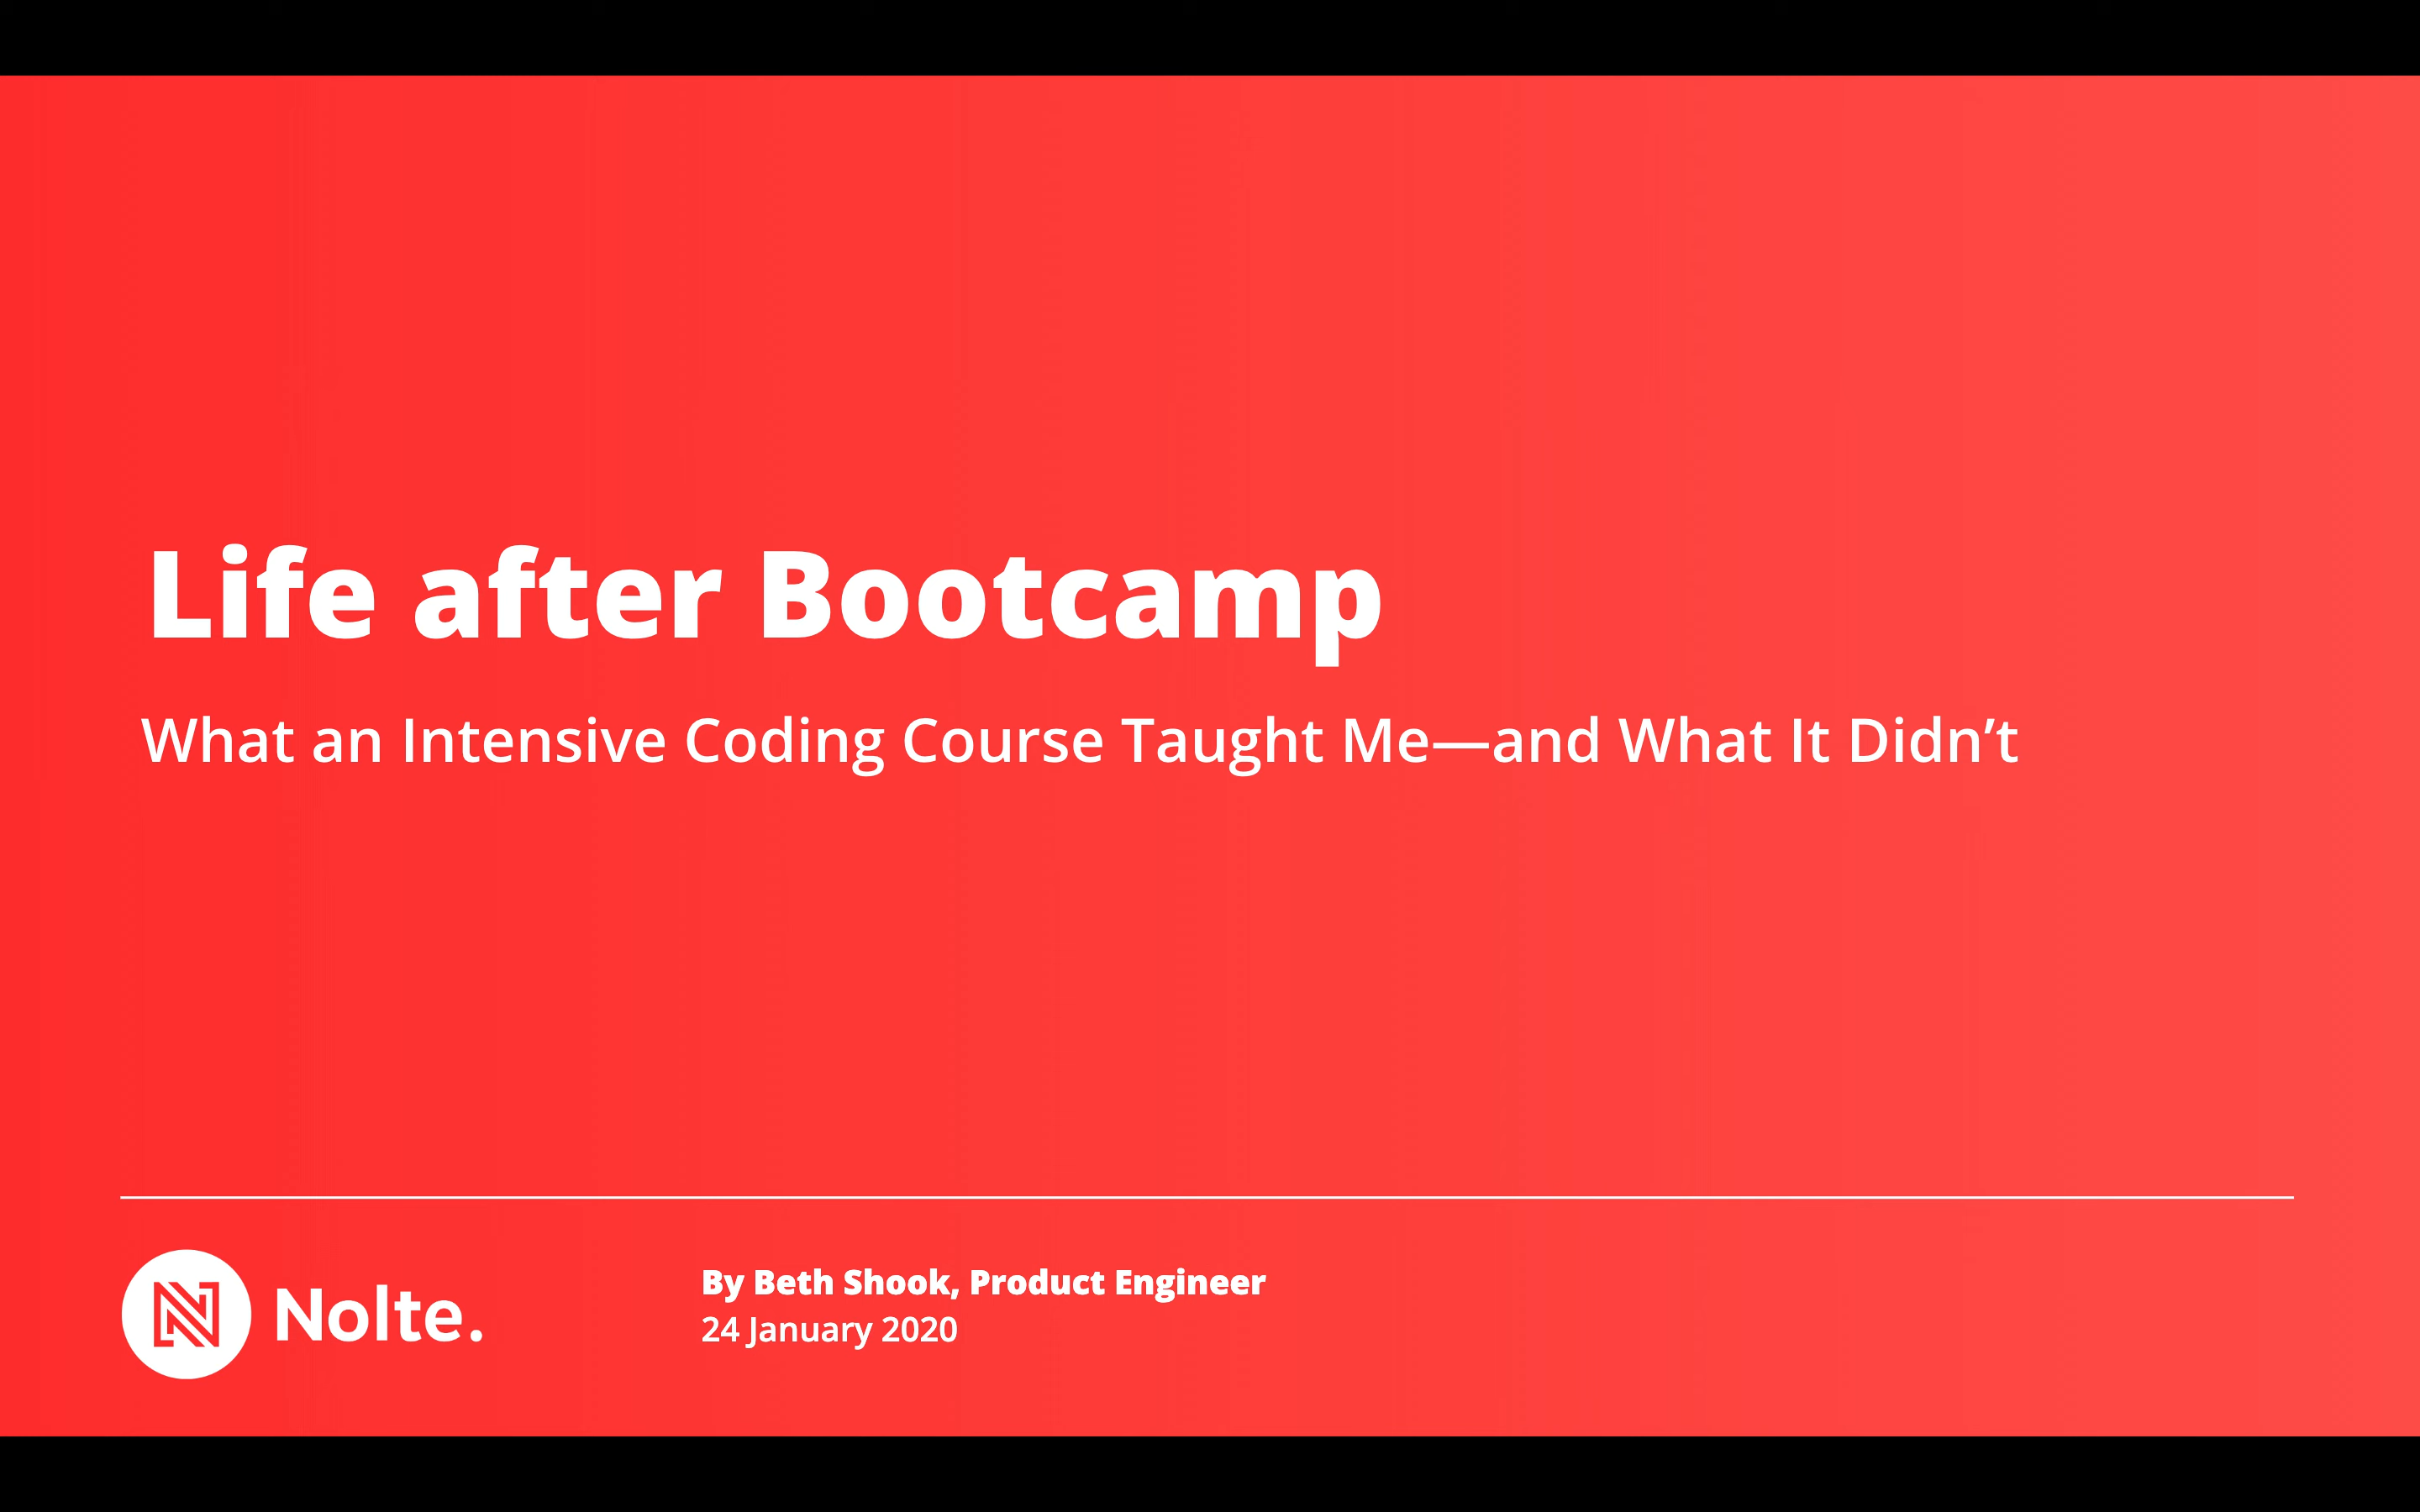 Life after Bootcamp
What an Intensive Coding Course Taught Me—and What It Didn’t
Nolte.
By Beth Shook, Product Engineer
24 January 2020